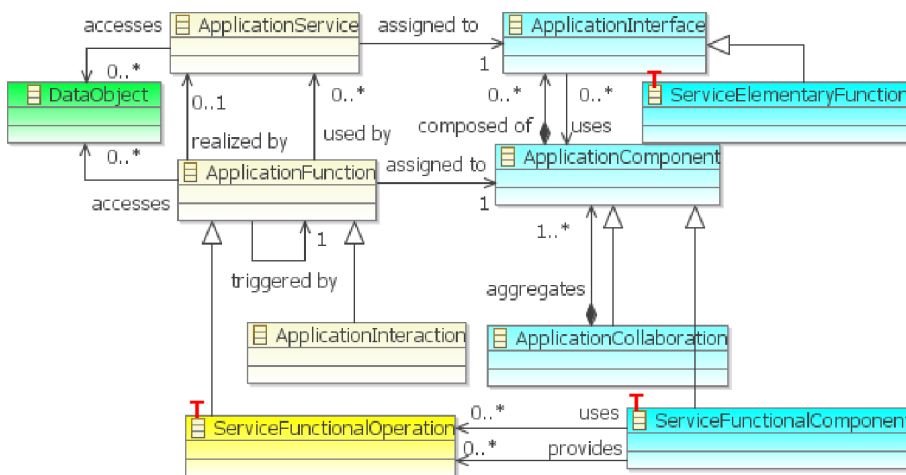 accesses
ApplicationService
assigned to
ApplicationInterface
1
0..*
DataObject
0..1
0..*
0..*
0..*
T
ServiceElementaryFunction
realized by
used by
composed of
uses
0..*
ApplicationFunction
assigned to
ApplicationComponent
accesses
1
1
1..*
triggered by
aggregates
ApplicationInteraction
ApplicationCollaboration
T
ServiceFunctionalOperation
0..*
uses
T
ServiceFunctionalComponent
0..*
provides